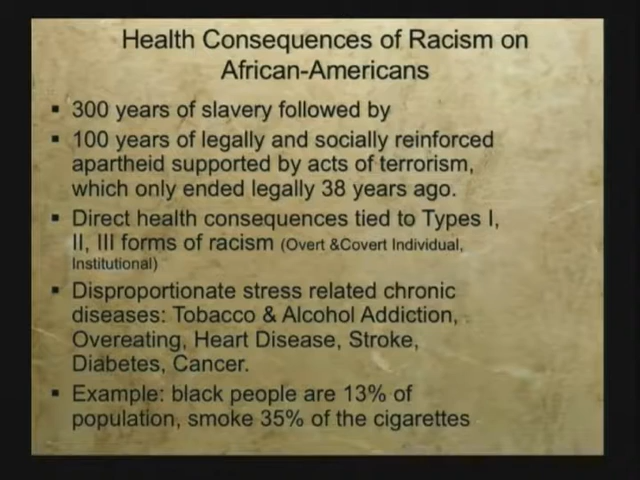 Health Consequences of Racism on
African-Americans
▪ 300 years of slavery followed by
▪ 100 years of legally and socially reinforced
apartheid supported by acts of terrorism,
which only ended legally 38 years ago.
▪ Direct health consequences tied to Types I,
II, III forms of racism (Overt &Covert Individual,
Institutional)
▪ Disproportionate stress related chronic
diseases: Tobacco & Alcohol Addiction,
Overeating, Heart Disease, Stroke,
Diabetes, Cancer.
▪ Example: black people are 13% of
population, smoke 35% of the cigarettes